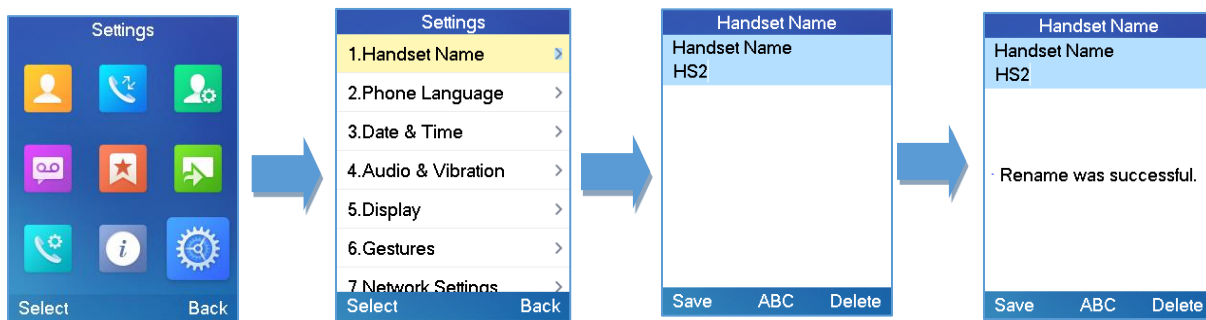 Settings
Select Back
Settings
1.Handset Name
2.Phone Language
3.Date & Time
4.Audio & Vibration
5.Display
6.Gestures
7.Network Settings
Select Back
Handset Name
Handset Name
HS2
Save ABC Delete
Handset Name
Handset Name
HS2
Rename was successful.
Save ABC Delete